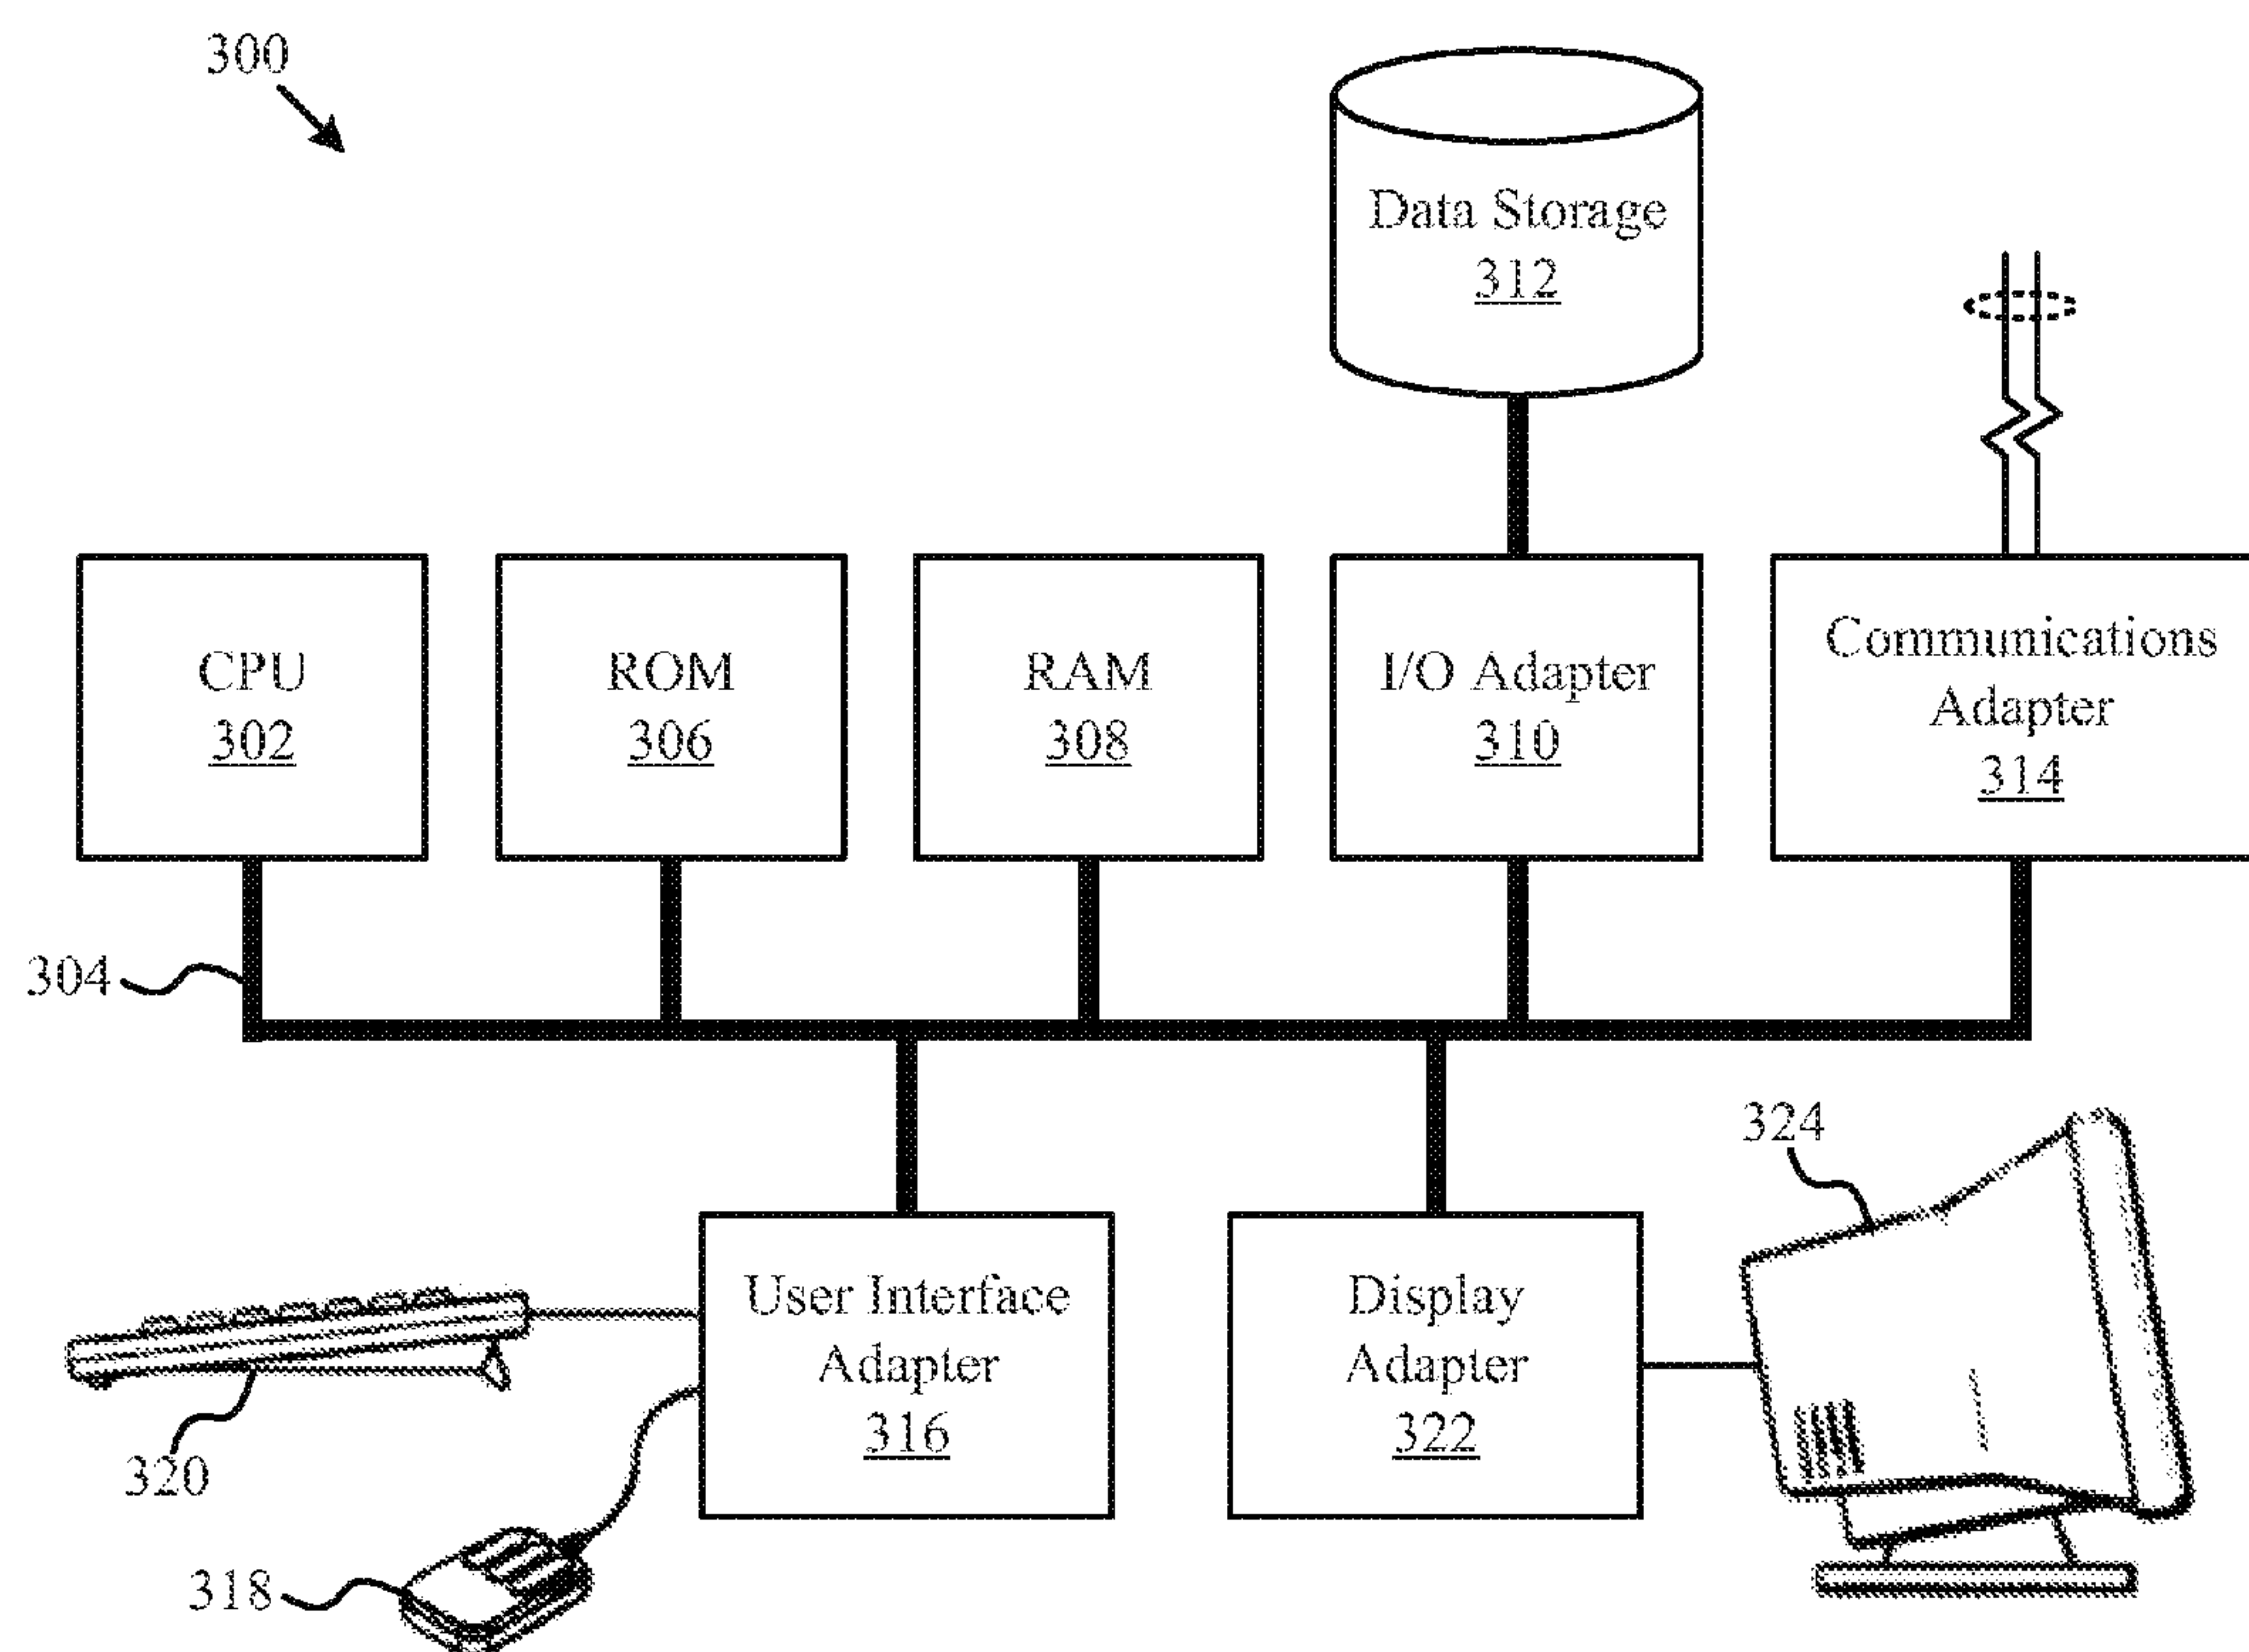 300
Data Storage
312
CPU
302
ROM
306
RAM
308
I/O Adapter
310
Communications
Adapter
314
304
324
User Interface
Adapter
316
Display
Adapter
322
320
318